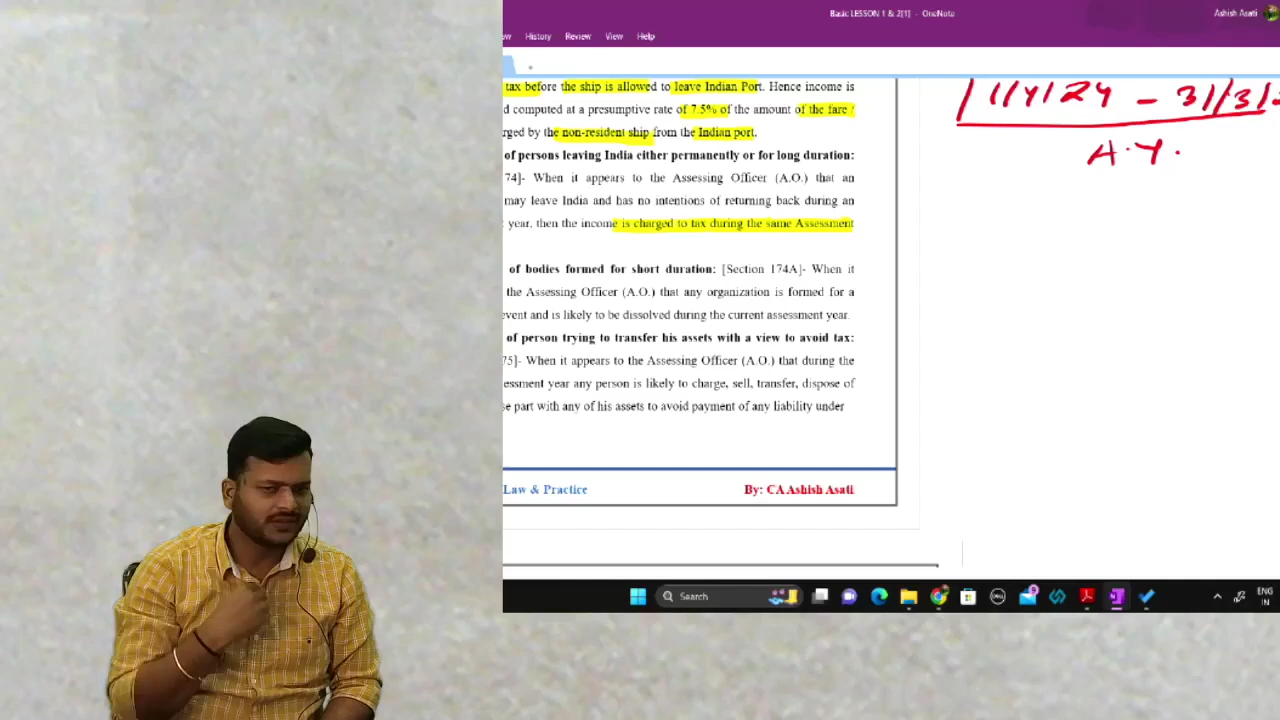 Basic LESSON 1 & 2[1] - OneNote
Ashish Asati
History Review View Help
tax before the ship is allowed to leave Indian Port. Hence income is
d computed at a presumptive rate of 7.5% of the amount of the fare /
rged by the non-resident ship from the Indian port.
of persons leaving India either permanently or for long duration:
74]- When it appears to the Assessing Officer (A.O.) that an
may leave India and has no intentions of returning back during an
year, then the income is charged to tax during the same Assessment
of bodies formed for short duration: [Section 174A]- When it
the Assessing Officer (A.O.) that any organization is formed for a
event and is likely to be dissolved during the current assessment year.
of person trying to transfer his assets with a view to avoid tax:
75]- When it appears to the Assessing Officer (A.O.) that during the
essment year any person is likely to charge, sell, transfer, dispose of
e part with any of his assets to avoid payment of any liability under
Law & Practice
By: CA Ashish Asati
1/4/24 - 31/3/2
A.Y.
Search
ENG
IN